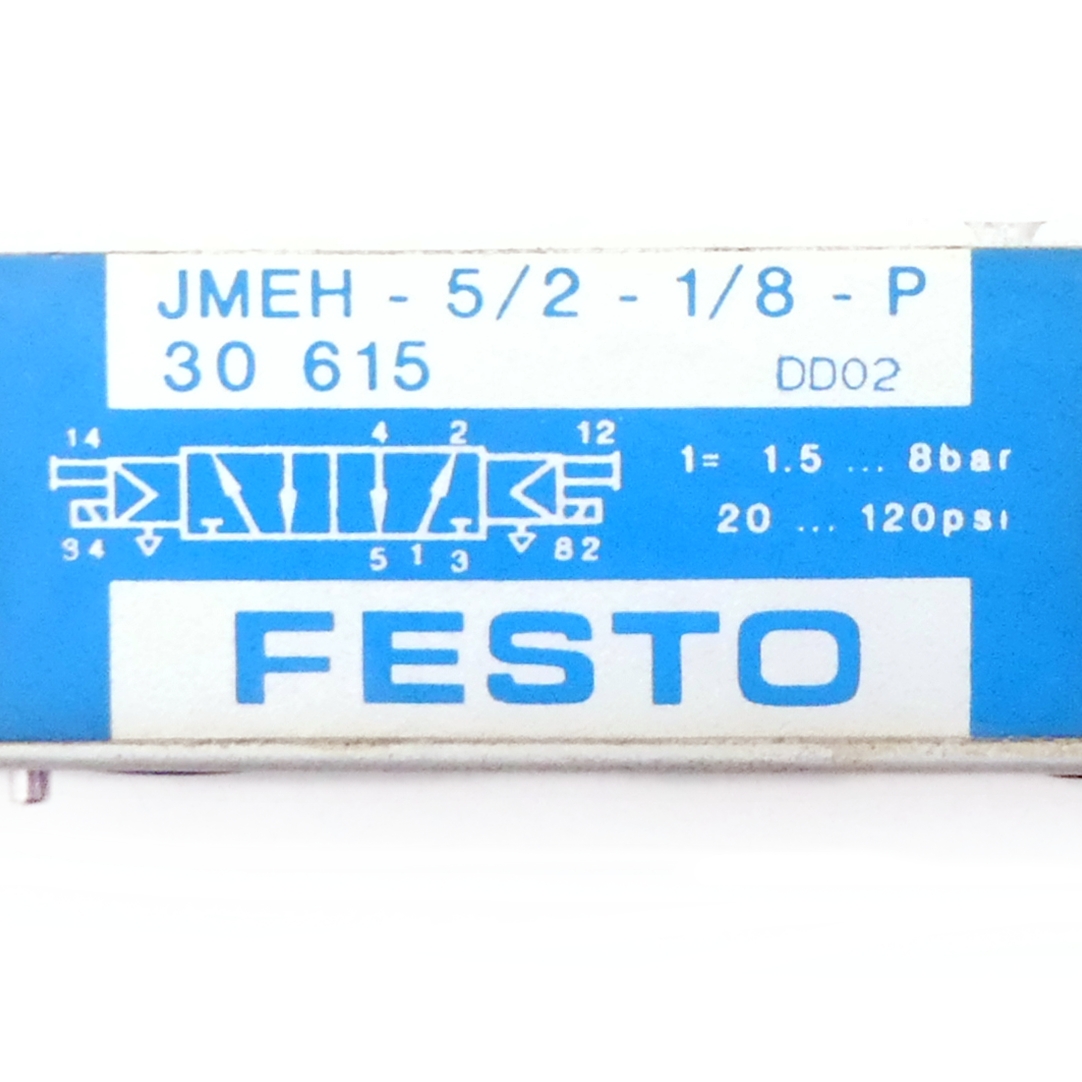 JMEH - 5/2 - 1/8 - P
30 615 DD02
14 4 2 12
1= 1.5 ... 8bar
20 ... 120psi
84 5 1 3 82
FESTO